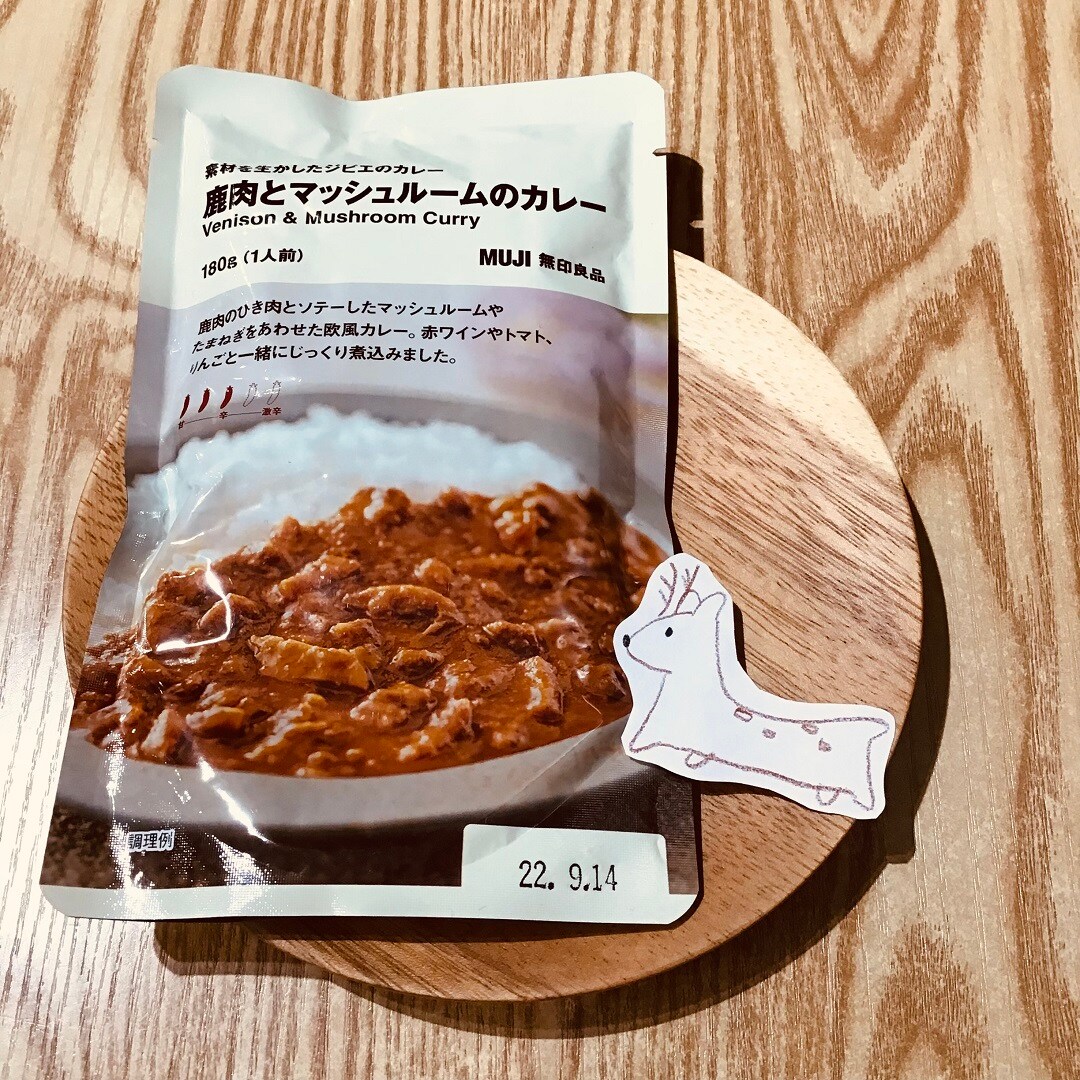 素材を生かしたジビエのカレー
鹿肉とマッシュルームのカレー
Venison & Mushroom Curry
180g（1人前）
MUJI 無印良品
鹿肉のひき肉とソテーしたマッシュルームや
たまねぎをあわせた欧風カレー。赤ワインやトマト、
りんごと一緒にじっくり煮込みました。
甘 辛 激辛
調理例
22. 9.14